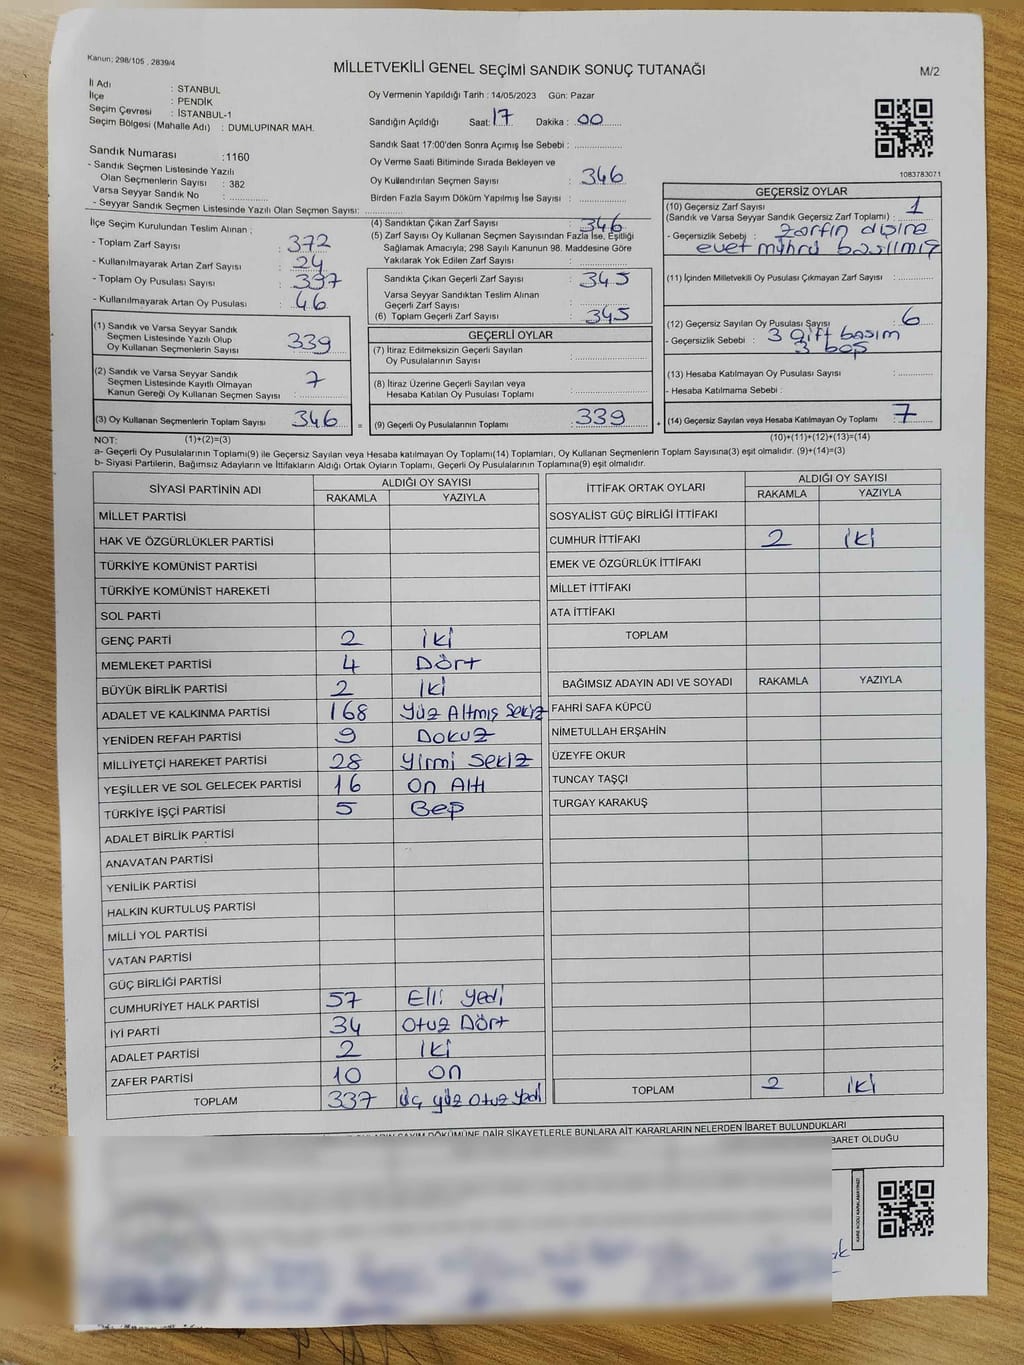 Kanun; 298/105 , 2839/4
MİLLETVEKİLİ GENEL SEÇİMİ SANDIK SONUÇ TUTANAĞI
M/2
İl Adı : STANBUL
İlçe : PENDİK
Seçim Çevresi : İSTANBUL-1
Seçim Bölgesi (Mahalle Adı) : DUMLUPINAR MAH.
Oy Vermenin Yapıldığı Tarih : 14/05/2023 Gün: Pazar
Sandığın Açıldığı Saat: 17 Dakika : 00
Sandık Saat 17:00'den Sonra Açımış İse Sebebi :
Oy Verme Saati Bitiminde Sırada Bekleyen ve
Oy Kullandırılan Seçmen Sayısı : 346
Birden Fazla Sayım Döküm Yapılmış İse Sayısı :
1083783071
Sandık Numarası :1160
- Sandık Seçmen Listesinde Yazılı
Olan Seçmenlerin Sayısı : 382
Varsa Seyyar Sandık No :
- Seyyar Sandık Seçmen Listesinde Yazılı Olan Seçmen Sayısı:
İlçe Seçim Kurulundan Teslim Alınan ;
- Toplam Zarf Sayısı : 372
- Kullanılmayarak Artan Zarf Sayısı : 24
- Toplam Oy Pusulası Sayısı : 397
- Kullanılmayarak Artan Oy Pusulası : 46
(1) Sandık ve Varsa Seyyar Sandık
Seçmen Listesinde Yazılı Olup
Oy Kullanan Seçmenlerin Sayısı : 339
(2) Sandık ve Varsa Seyyar Sandık
Seçmen Listesinde Kayıtlı Olmayan
Kanun Gereği Oy Kullanan Seçmen Sayısı : 7
(3) Oy Kullanan Seçmenlerin Toplam Sayısı : 346
(4) Sandıktan Çıkan Zarf Sayısı : 346
(5) Zarf Sayısı Oy Kullanan Seçmen Sayısından Fazla İse, Eşitliği
Sağlamak Amacıyla; 298 Sayılı Kanunun 98. Maddesine Göre
Yakılarak Yok Edilen Zarf Sayısı :
Sandıkta Çıkan Geçerli Zarf Sayısı : 345
Varsa Seyyar Sandıktan Teslim Alınan
Geçerli Zarf Sayısı :
(6) Toplam Geçerli Zarf Sayısı : 345
GEÇERLİ OYLAR
(7) İtiraz Edilmeksizin Geçerli Sayılan
Oy Pusulalarının Sayısı :
(8) İtiraz Üzerine Geçerli Sayılan veya
Hesaba Katılan Oy Pusulası Toplamı :
= (9) Geçerli Oy Pusulalarının Toplamı : 339 +
GEÇERSİZ OYLAR
(10) Geçersiz Zarf Sayısı
(Sandık ve Varsa Seyyar Sandık Geçersiz Zarf Toplamı) : 1
- Geçersizlik Sebebi : zarfın dışına
evet mührü basılmış
(11) İçinden Milletvekili Oy Pusulası Çıkmayan Zarf Sayısı :
(12) Geçersiz Sayılan Oy Pusulası Sayısı : 6
- Geçersizlik Sebebi : 3 çift basım
3 boş
(13) Hesaba Katılmayan Oy Pusulası Sayısı :
- Hesaba Katılmama Sebebi :
(14) Geçersiz Sayılan veya Hesaba Katılmayan Oy Toplamı : 7
NOT: (1)+(2)=(3)
(10)+(11)+(12)+(13)=(14)
a- Geçerli Oy Pusulalarının Toplamı(9) ile Geçersiz Sayılan veya Hesaba katılmayan Oy Toplamı(14) Toplamları, Oy Kullanan Seçmenlerin Toplam Sayısına(3) eşit olmalıdır. (9)+(14)=(3)
b- Siyasi Partilerin, Bağımsız Adayların ve İttifakların Aldığı Ortak Oyların Toplamı, Geçerli Oy Pusulalarının Toplamına(9) eşit olmalıdır.
SİYASİ PARTİNİN ADI ALDIĞI OY SAYISI
RAKAMLA YAZIYLA
MİLLET PARTİSİ
HAK VE ÖZGÜRLÜKLER PARTİSİ
TÜRKİYE KOMÜNİST PARTİSİ
TÜRKİYE KOMÜNİST HAREKETİ
SOL PARTİ
GENÇ PARTİ 2 iki
MEMLEKET PARTİSİ 4 Dört
BÜYÜK BİRLİK PARTİSİ 2 İki
ADALET VE KALKINMA PARTİSİ 168 Yüz Altmış Sekiz
YENİDEN REFAH PARTİSİ 9 Dokuz
MİLLİYETÇİ HAREKET PARTİSİ 28 Yirmi Sekiz
YEŞİLLER VE SOL GELECEK PARTİSİ 16 On Altı
TÜRKİYE İŞÇİ PARTİSİ 5 Beş
ADALET BİRLİK PARTİSİ
ANAVATAN PARTİSİ
YENİLİK PARTİSİ
HALKIN KURTULUŞ PARTİSİ
MİLLİ YOL PARTİSİ
VATAN PARTİSİ
GÜÇ BİRLİĞİ PARTİSİ
CUMHURİYET HALK PARTİSİ 57 Elli Yedi
İYİ PARTİ 34 Otuz Dört
ADALET PARTİSİ 2 İki
ZAFER PARTİSİ 10 On
TOPLAM 337 Üç yüz Otuz Yedi
İTTİFAK ORTAK OYLARI ALDIĞI OY SAYISI
RAKAMLA YAZIYLA
SOSYALİST GÜÇ BİRLİĞİ İTTİFAKI
CUMHUR İTTİFAKI 2 İki
EMEK VE ÖZGÜRLÜK İTTİFAKI
MİLLET İTTİFAKI
ATA İTTİFAKI
TOPLAM
BAĞIMSIZ ADAYIN ADI VE SOYADI RAKAMLA YAZIYLA
FAHRİ SAFA KÜPCÜ
NİMETULLAH ERŞAHİN
ÜZEYFE OKUR
TUNCAY TAŞÇI
TURGAY KARAKUŞ
TOPLAM 2 İki
SAYIM DÖKÜMÜNE DAİR ŞİKAYETLERLE BUNLARA AİT KARARLARIN NELERDEN İBARET BULUNDUKLARI
BARET OLDUĞU
KARE KODU KARALAMAYINIZ!